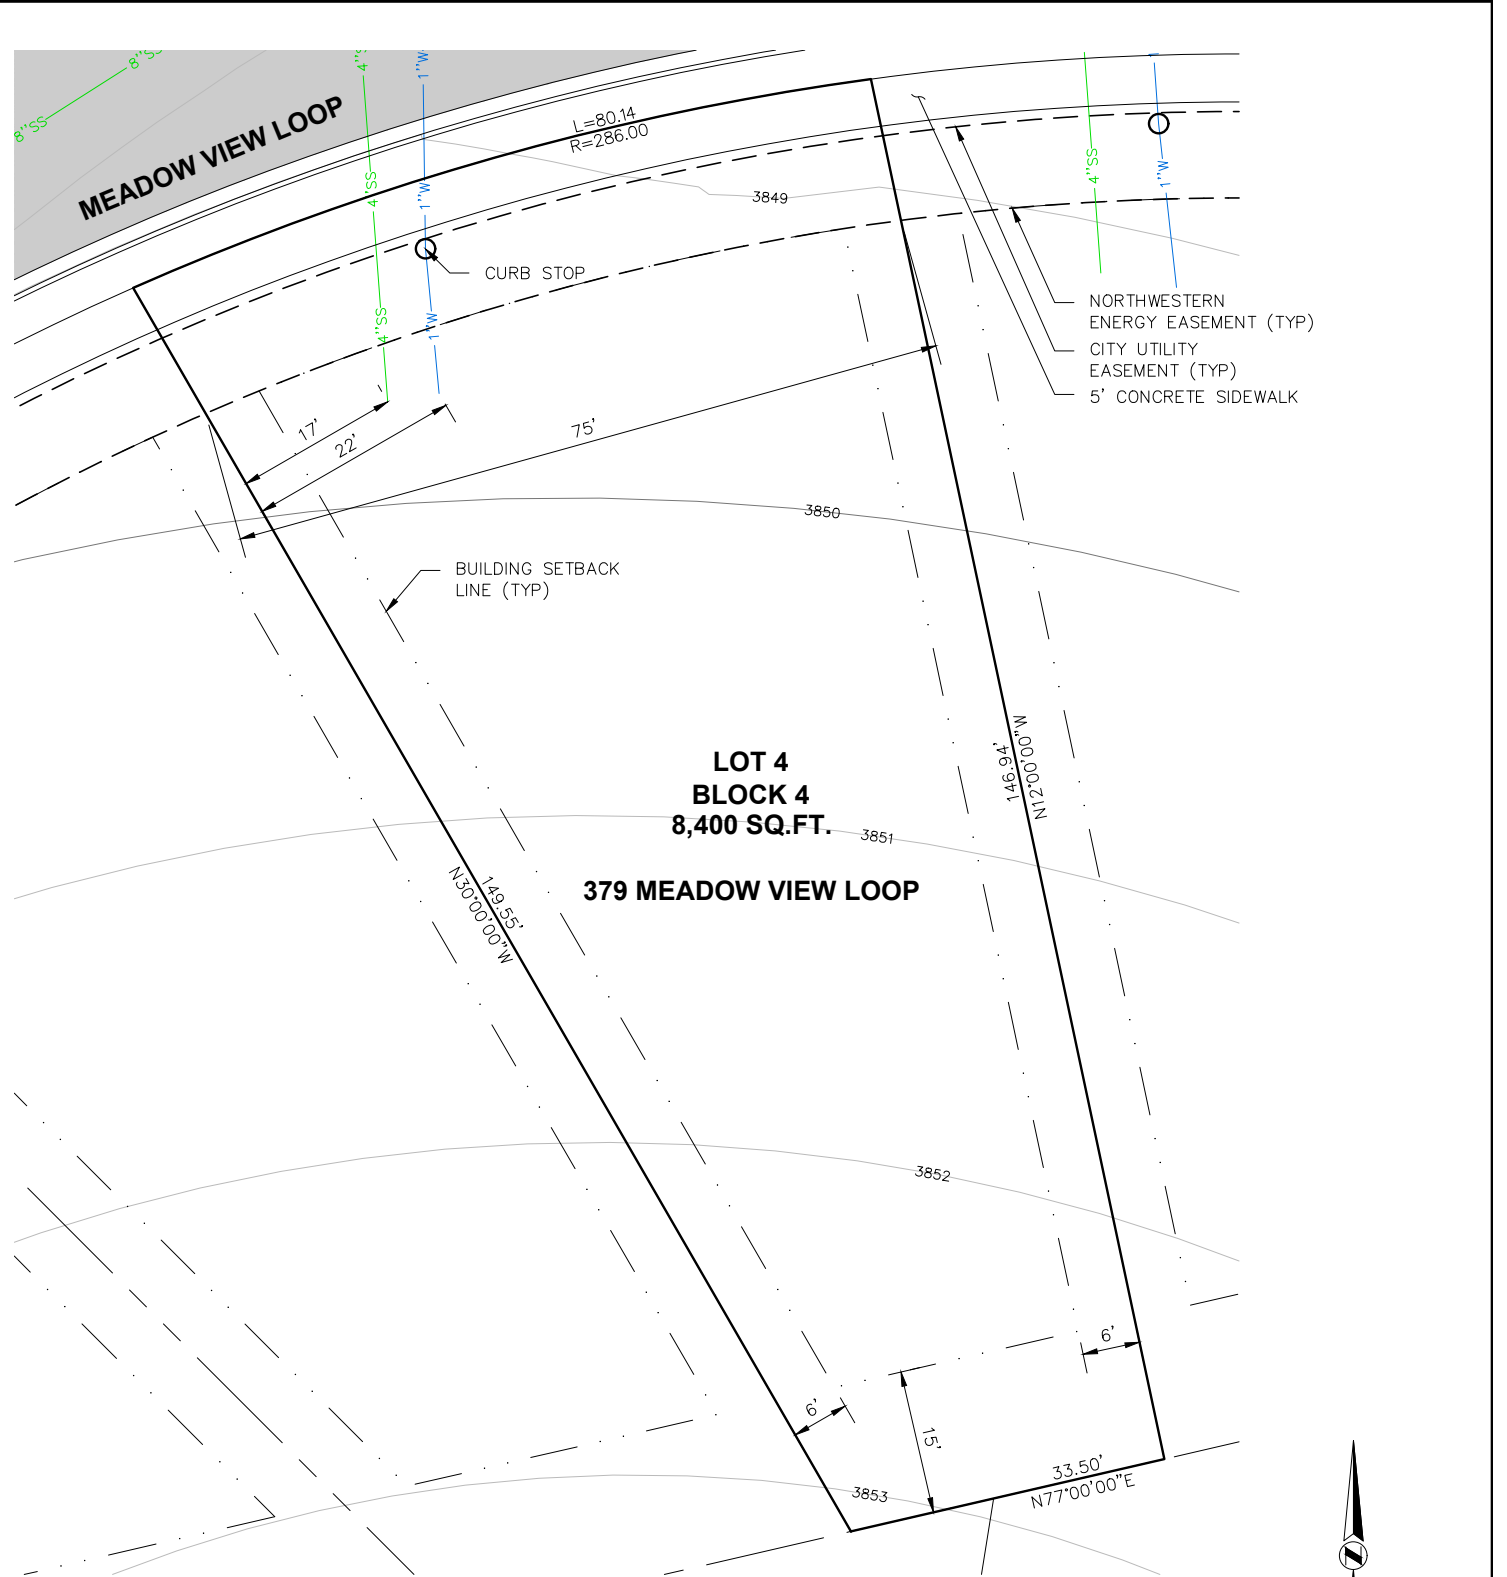 8"SS
8"SS
4"S
1"W
1
MEADOW VIEW LOOP
L=80.14
R=286.00
4"SS
1"W
3849
4"SS
1"W
CURB STOP
4"SS
1"W
NORTHWESTERN
ENERGY EASEMENT (TYP)
CITY UTILITY
EASEMENT (TYP)
5' CONCRETE SIDEWALK
17'
22'
75'
3850
BUILDING SETBACK
LINE (TYP)
146.94'
N12°00'00"W
LOT 4
BLOCK 4
8,400 SQ.FT.
3851
379 MEADOW VIEW LOOP
149.55'
N30°00'00"W
3852
6'
6'
15'
33.50'
N77°00'00"E
3853
N